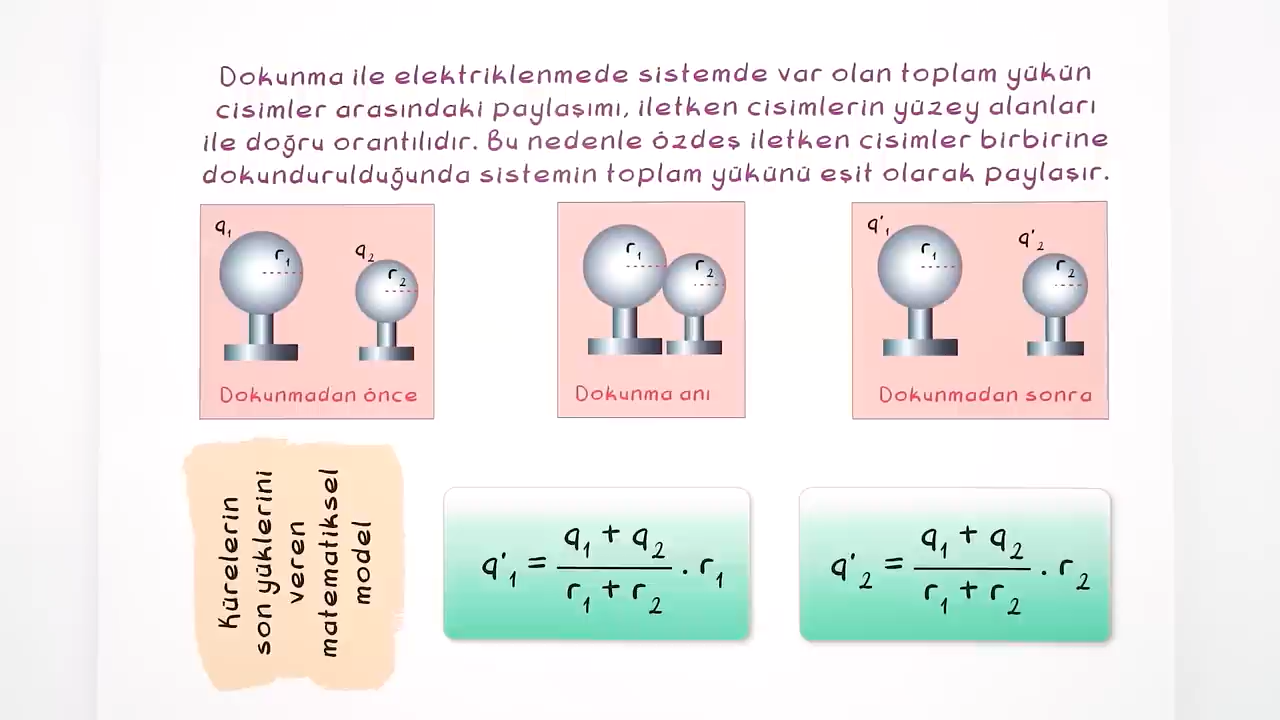 Dokunma ile elektriklenmede sistemde var olan toplam yükün
cisimler arasındaki paylaşımı, iletken cisimlerin yüzey alanları
ile doğru orantılıdır. Bu nedenle özdeş iletken cisimler birbirine
dokundurulduğunda sistemin toplam yükünü eşit olarak paylaşır.
q₁
r₁
q₂
r₂
Dokunmadan önce
r₁
r₂
Dokunma anı
q'₁
r₁
q'₂
r₂
Dokunmadan sonra
Kürelerin
son yüklerini
veren
matematiksel
model
q'₁ = (q₁ + q₂) / (r₁ + r₂) . r₁
q'₂ = (q₁ + q₂) / (r₁ + r₂) . r₂